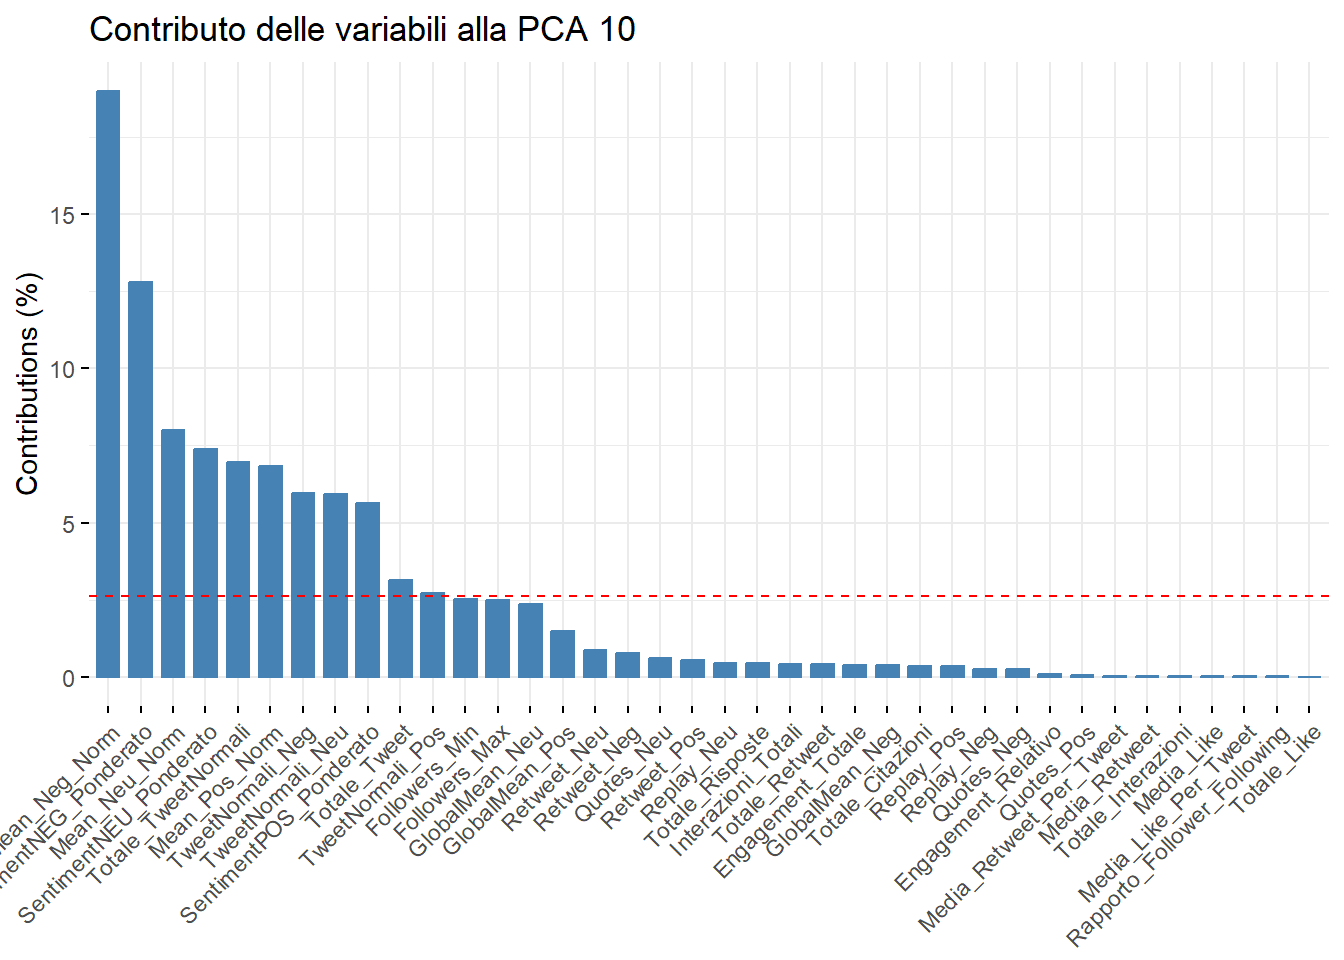 Contributo delle variabili alla PCA 10
Contributions (%)
15
10
5
0
Mean_Neu_Norm
SentimentNEU_Ponderato
Totale_TweetNormali
Mean_Pos_Norm
TweetNormali_Neg
TweetNormali_Neu
SentimentPOS_Ponderato
Totale_Tweet
TweetNormali_Pos
Followers_Min
Followers_Max
GlobalMean_Neu
GlobalMean_Pos
Retweet_Neu
Retweet_Neg
Quotes_Neu
Retweet_Pos
Replay_Neu
Totale_Risposte
Interazioni_Totali
Totale_Retweet
Engagement_Totale
GlobalMean_Neg
Totale_Citazioni
Replay_Pos
Replay_Neg
Quotes_Neg
Engagement_Relativo
Quotes_Pos
Media_Retweet_Per_Tweet
Media_Retweet
Totale_Interazioni
Media_Like
Media_Like_Per_Tweet
Rapporto_Follower_Following
Totale_Like